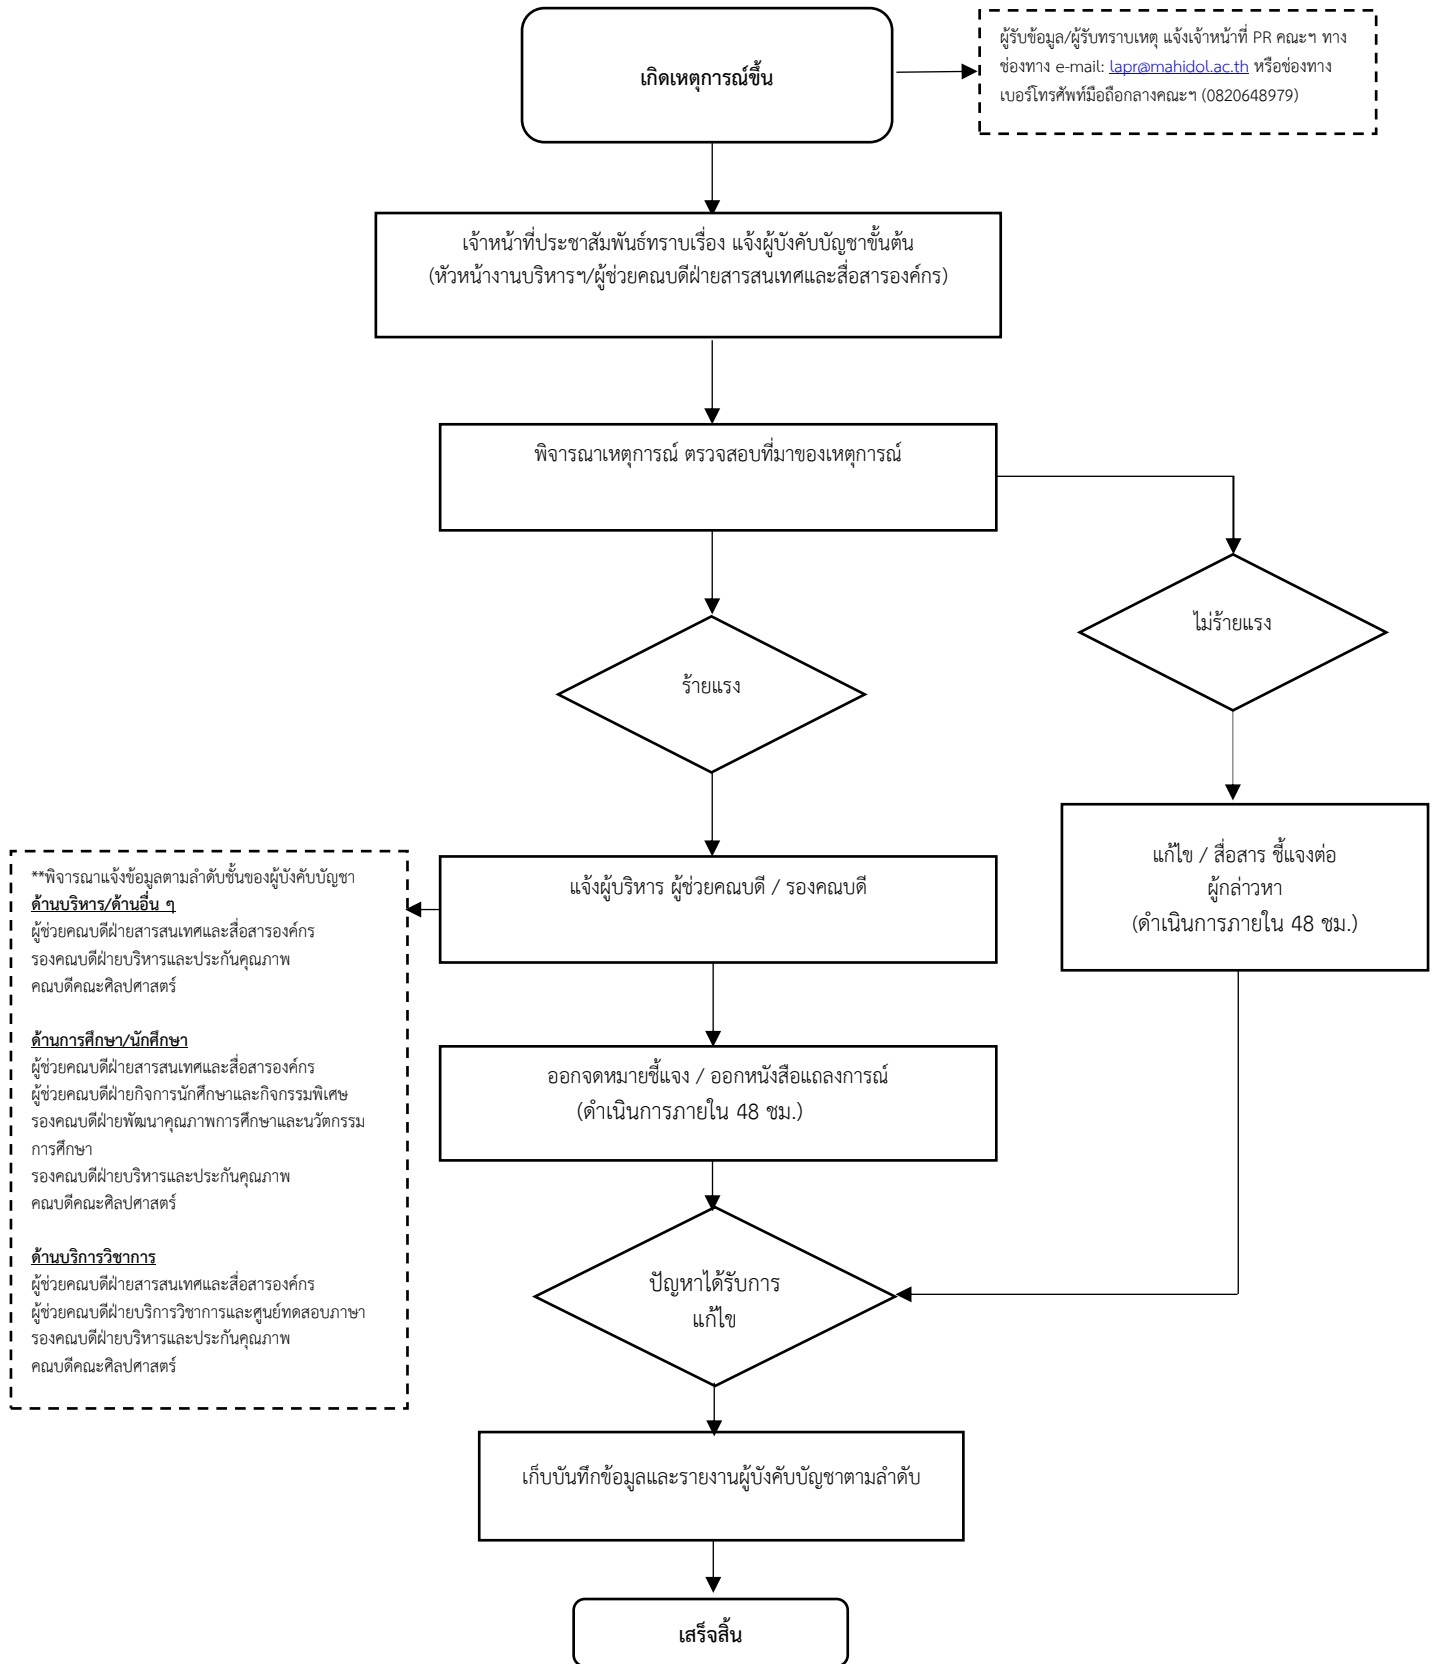 เกิดเหตุการณ์ขึ้น
ผู้รับข้อมูล/ผู้รับทราบเหตุ แจ้งเจ้าหน้าที่ PR คณะฯ ทาง
ช่องทาง e-mail: lapr@mahidol.ac.th หรือช่องทาง
เบอร์โทรศัพท์มือถือกลางคณะฯ (0820648979)
เจ้าหน้าที่ประชาสัมพันธ์ทราบเรื่อง แจ้งผู้บังคับบัญชาขั้นต้น
(หัวหน้างานบริหารฯ/ผู้ช่วยคณบดีฝ่ายสารสนเทศและสื่อสารองค์กร)
พิจารณาเหตุการณ์ ตรวจสอบที่มาของเหตุการณ์
ไม่ร้ายแรง
ร้ายแรง
แก้ไข / สื่อสาร ชี้แจงต่อ
ผู้กล่าวหา
(ดำเนินการภายใน 48 ชม.)
แจ้งผู้บริหาร ผู้ช่วยคณบดี / รองคณบดี
**พิจารณาแจ้งข้อมูลตามลำดับชั้นของผู้บังคับบัญชา
ด้านบริหาร/ด้านอื่น ๆ
ผู้ช่วยคณบดีฝ่ายสารสนเทศและสื่อสารองค์กร
รองคณบดีฝ่ายบริหารและประกันคุณภาพ
คณบดีคณะศิลปศาสตร์
ด้านการศึกษา/นักศึกษา
ผู้ช่วยคณบดีฝ่ายสารสนเทศและสื่อสารองค์กร
ผู้ช่วยคณบดีฝ่ายกิจการนักศึกษาและกิจกรรมพิเศษ
รองคณบดีฝ่ายพัฒนาคุณภาพการศึกษาและนวัตกรรม
การศึกษา
รองคณบดีฝ่ายบริหารและประกันคุณภาพ
คณบดีคณะศิลปศาสตร์
ด้านบริการวิชาการ
ผู้ช่วยคณบดีฝ่ายสารสนเทศและสื่อสารองค์กร
ผู้ช่วยคณบดีฝ่ายบริการวิชาการและศูนย์ทดสอบภาษา
รองคณบดีฝ่ายบริหารและประกันคุณภาพ
คณบดีคณะศิลปศาสตร์
ออกจดหมายชี้แจง / ออกหนังสือแถลงการณ์
(ดำเนินการภายใน 48 ชม.)
ปัญหาได้รับการ
แก้ไข
เก็บบันทึกข้อมูลและรายงานผู้บังคับบัญชาตามลำดับ
เสร็จสิ้น